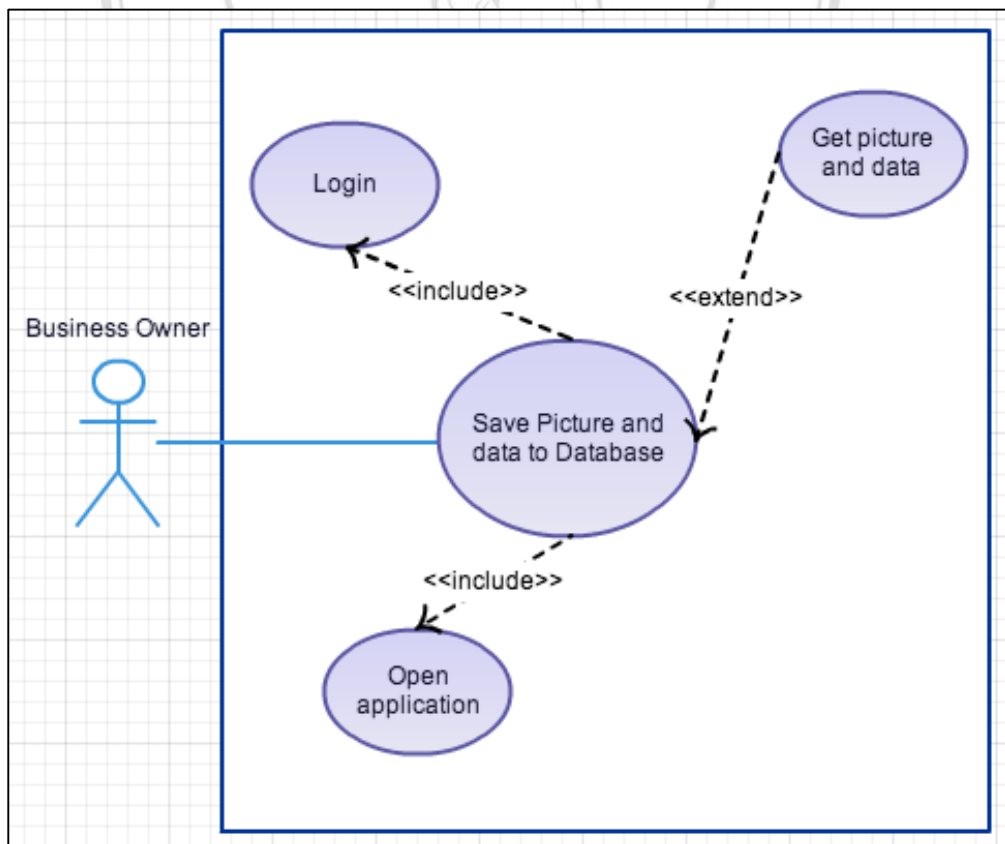 Get picture
and data
Login
<<include>>
<<extend>>
Business Owner
Save Picture and
data to Database
<<include>>
Open
application